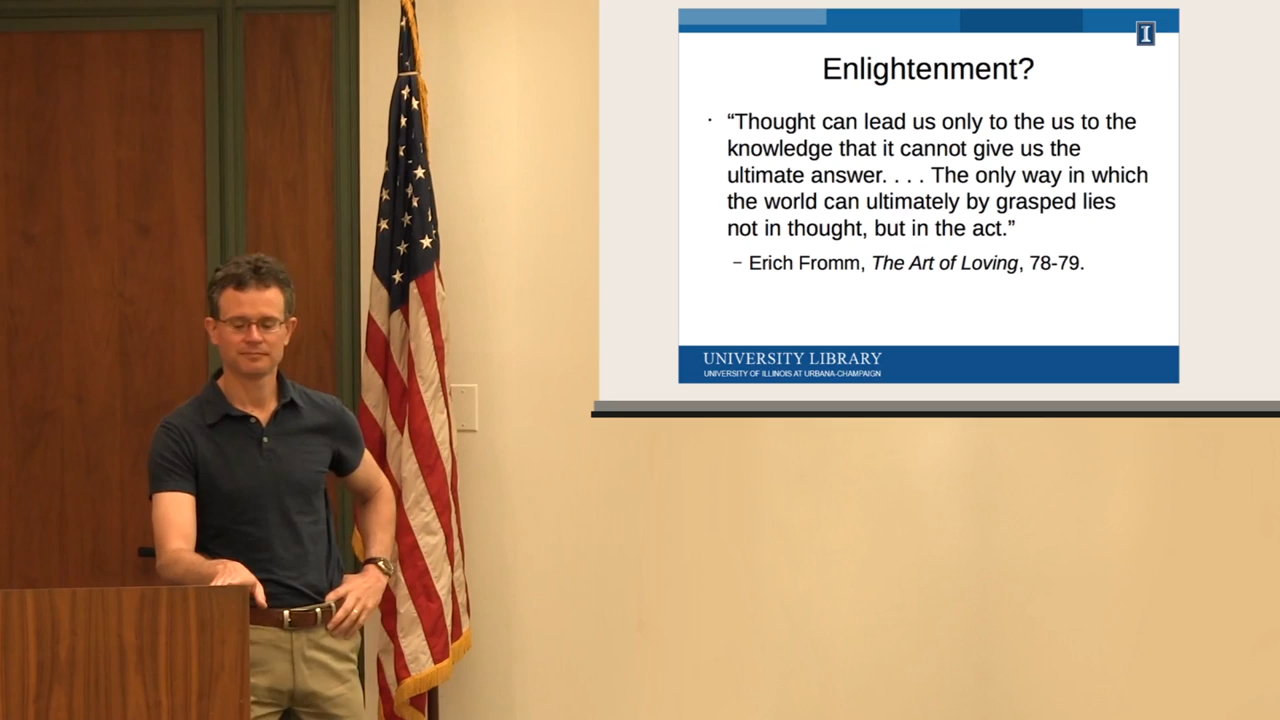 I
Enlightenment?
· “Thought can lead us only to the us to the
knowledge that it cannot give us the
ultimate answer. . . . The only way in which
the world can ultimately by grasped lies
not in thought, but in the act.”
– Erich Fromm, The Art of Loving, 78-79.
UNIVERSITY LIBRARY
UNIVERSITY OF ILLINOIS AT URBANA-CHAMPAIGN